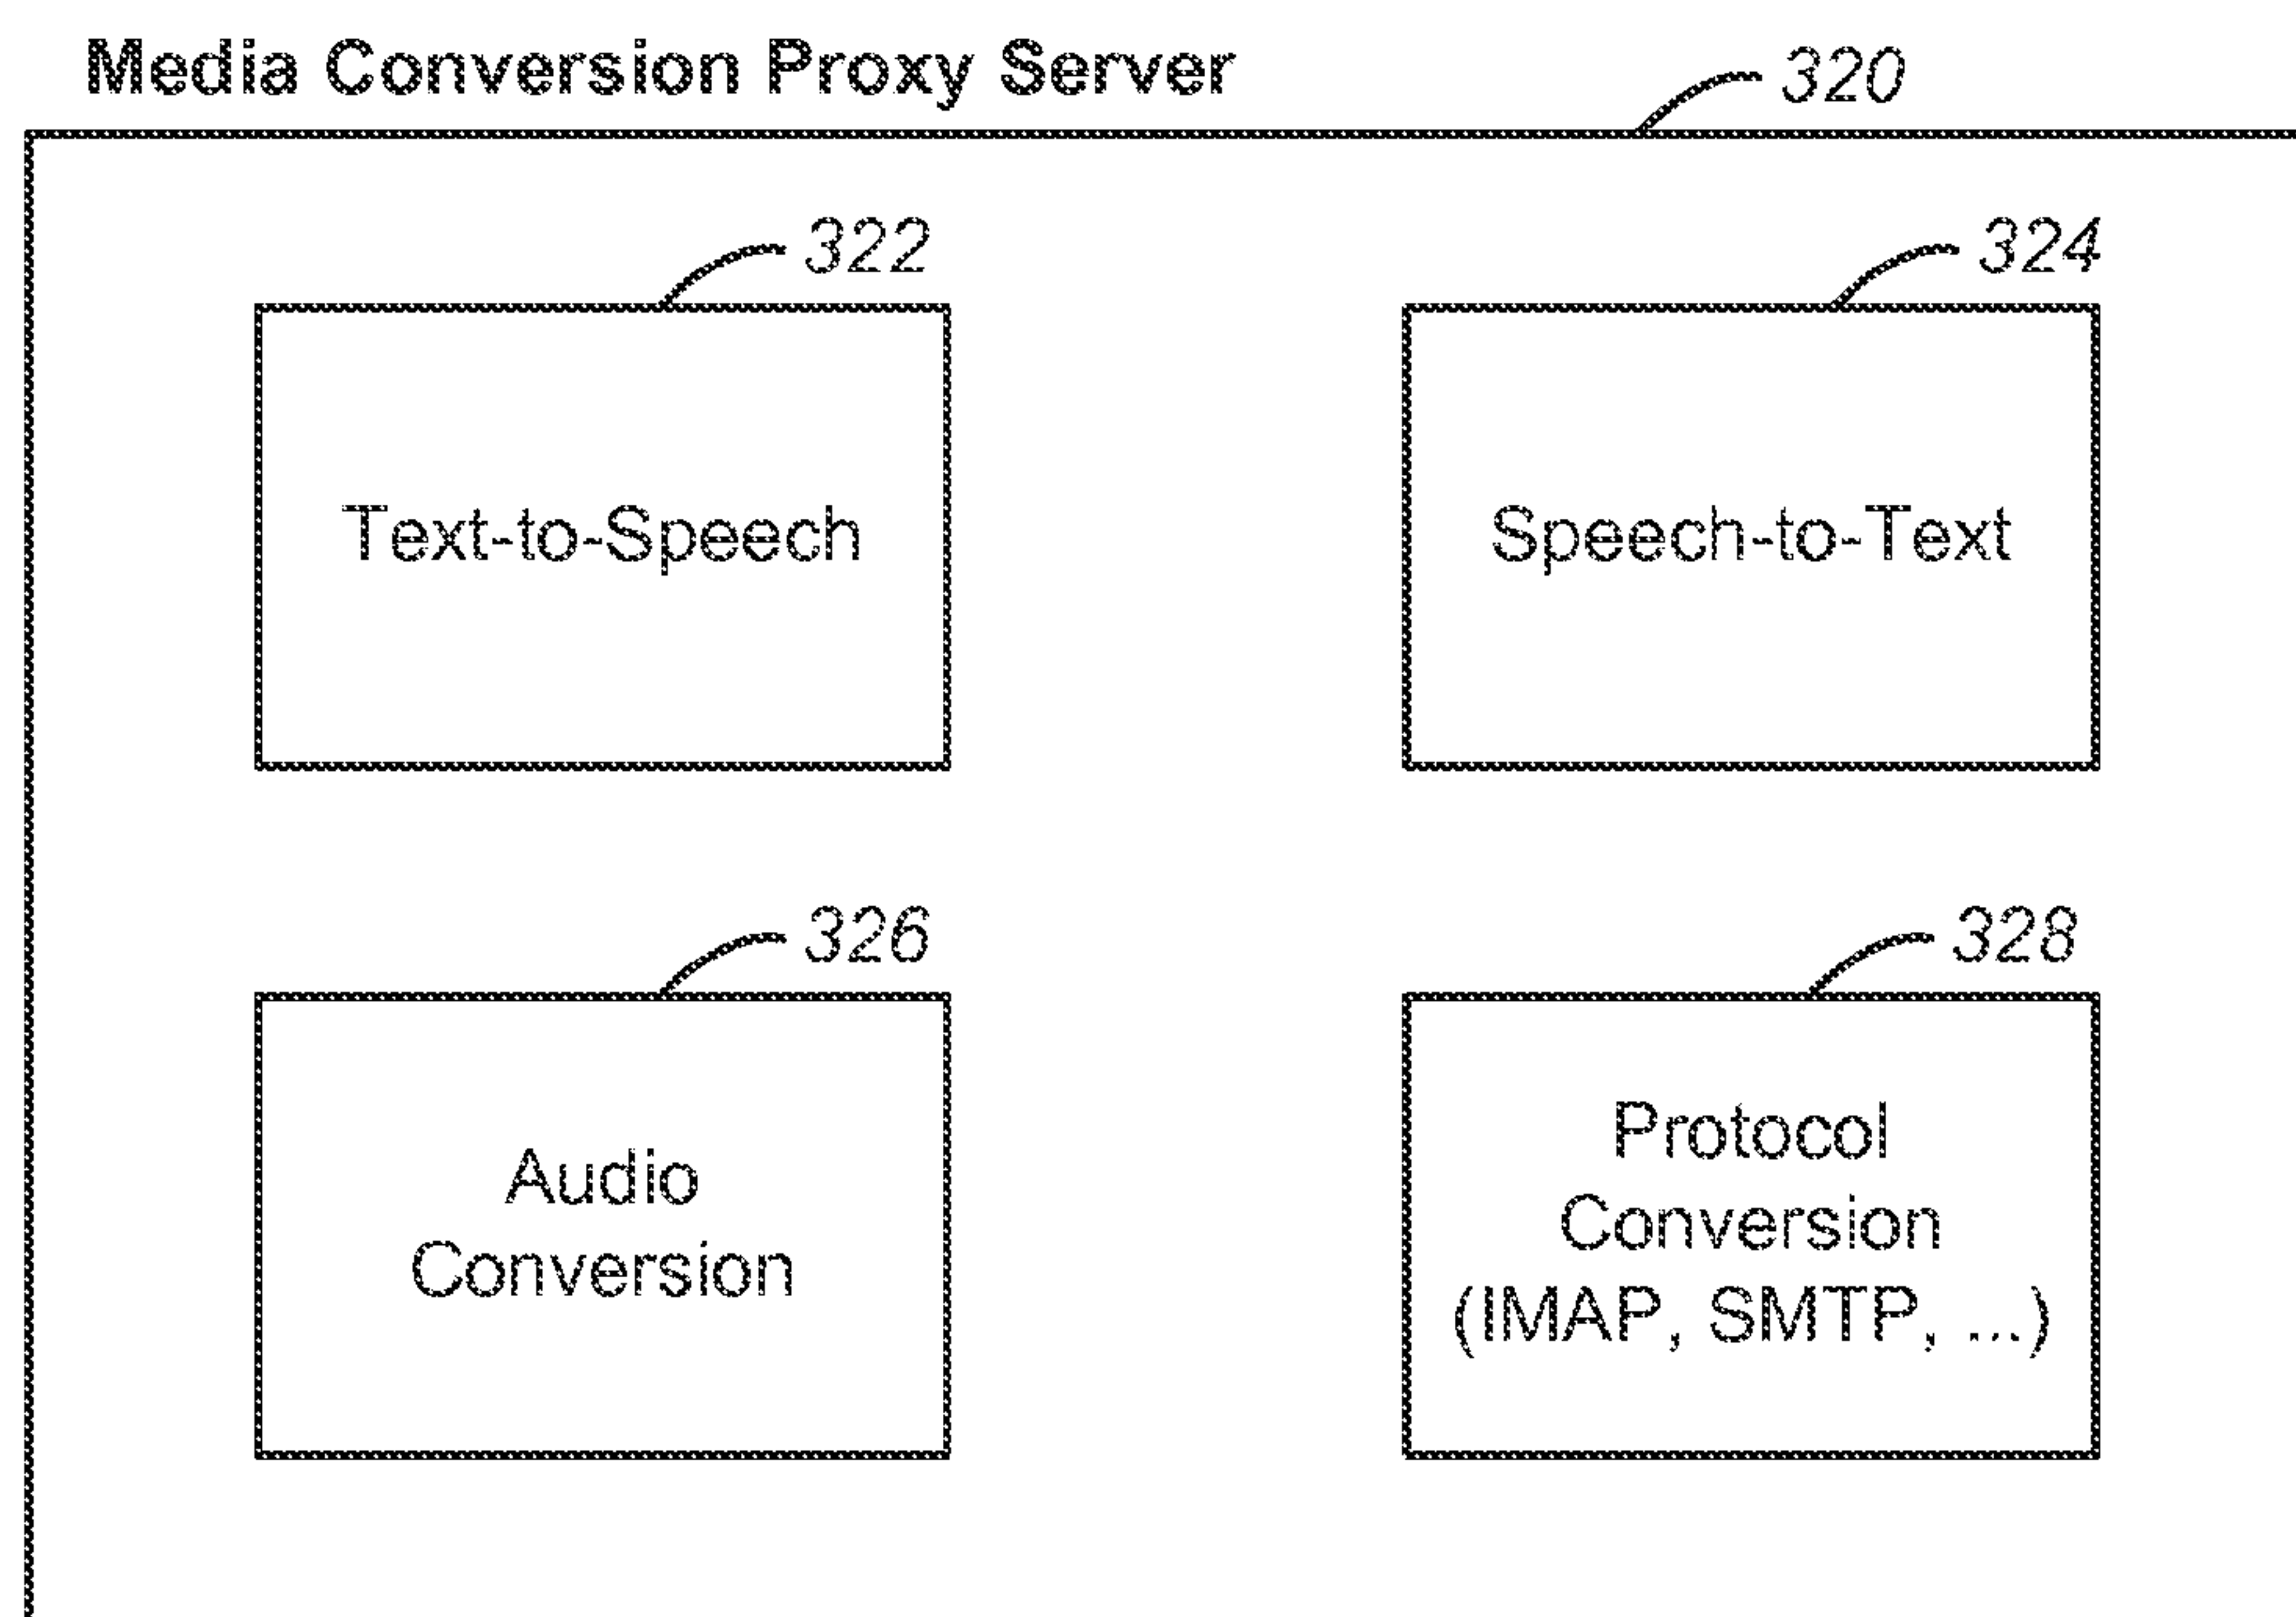 Media Conversion Proxy Server
320
322
324
Text-to-Speech
Speech-to-Text
326
328
Audio
Conversion
Protocol
Conversion
(IMAP, SMTP, ...)